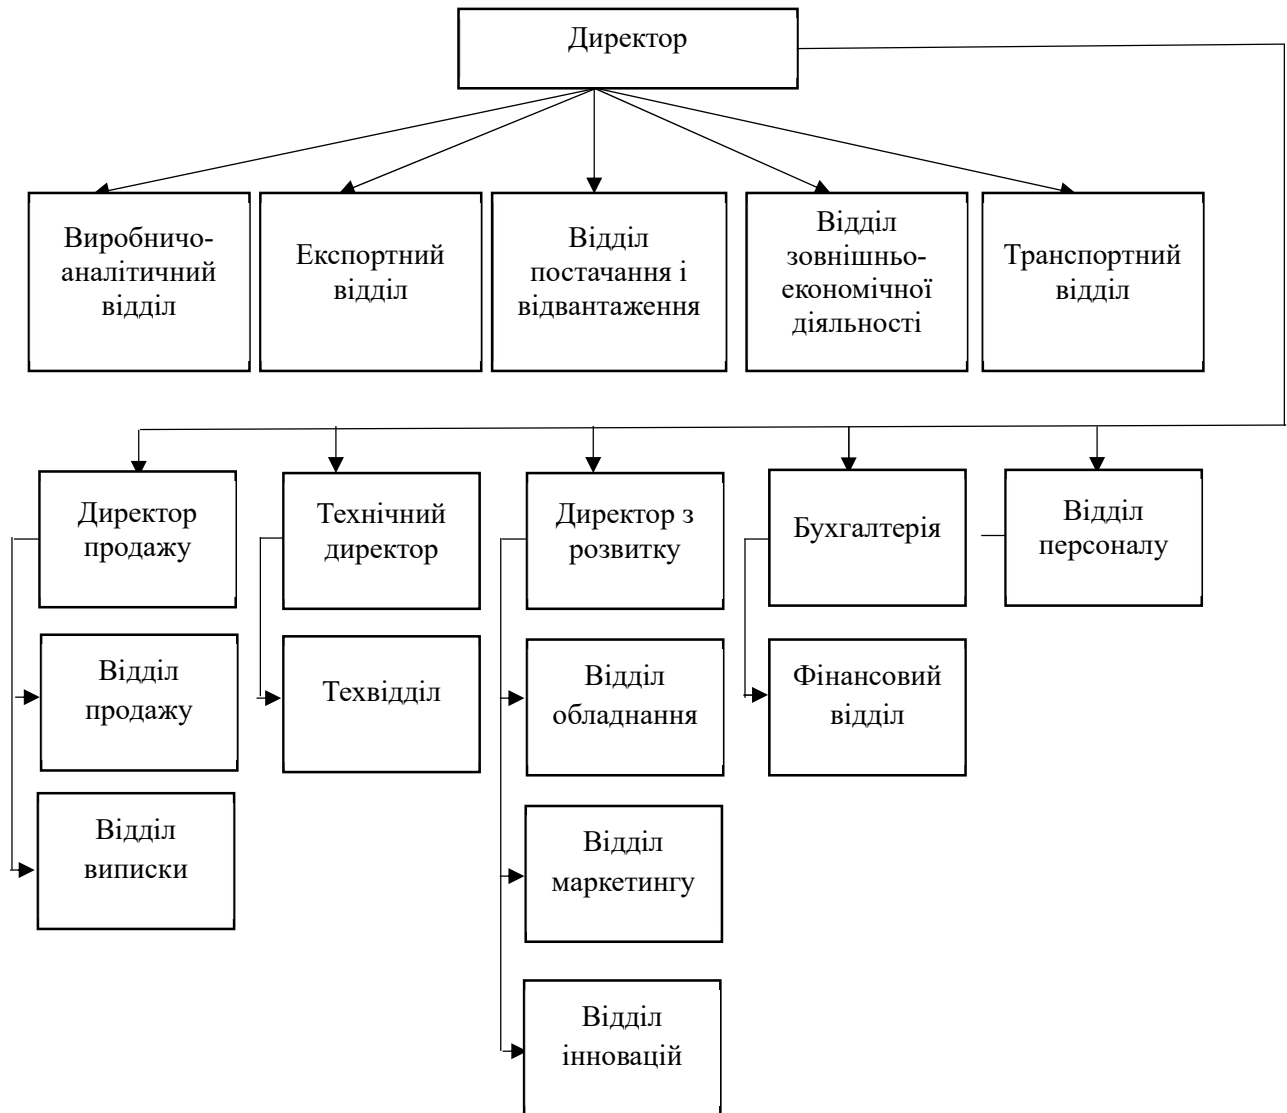 Директор
Виробничо-
аналітичний
відділ
Експортний
відділ
Відділ
постачання і
відвантаження
Відділ
зовнішньо-
економічної
діяльності
Транспортний
відділ
Директор
продажу
Технічний
директор
Директор з
розвитку
Бухгалтерія
Відділ
персоналу
Відділ
продажу
Техвідділ
Відділ
обладнання
Фінансовий
відділ
Відділ
виписки
Відділ
маркетингу
Відділ
інновацій